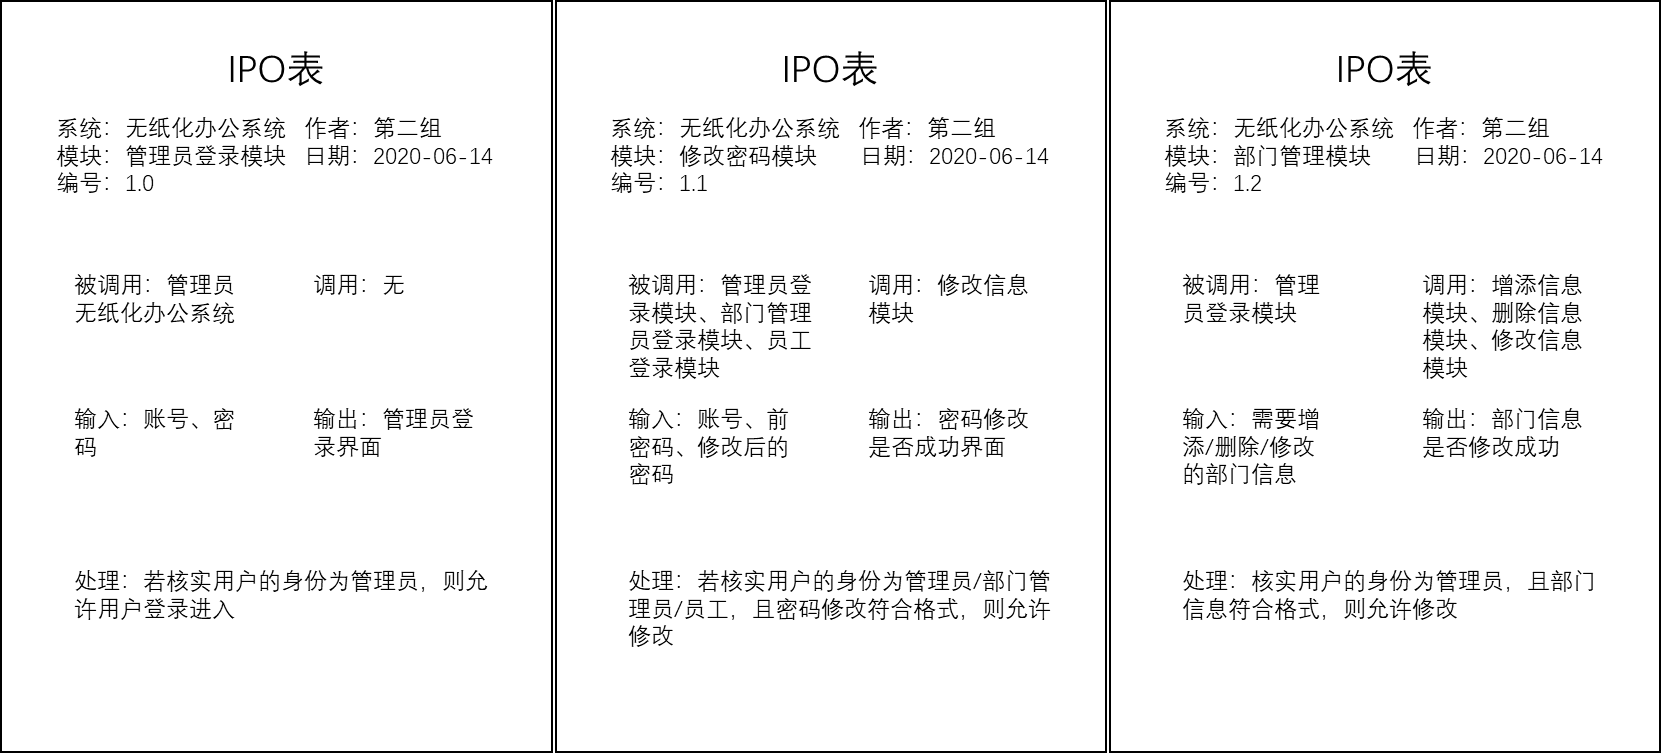 IPO表
系统：无纸化办公系统 作者：第二组
模块：管理员登录模块 日期：2020-06-14
编号：1.0
被调用：管理员
无纸化办公系统
调用：无
输入：账号、密
码
输出：管理员登
录界面
处理：若核实用户的身份为管理员，则允
许用户登录进入
IPO表
系统：无纸化办公系统 作者：第二组
模块：修改密码模块 日期：2020-06-14
编号：1.1
被调用：管理员登
录模块、部门管理
员登录模块、员工
登录模块
调用：修改信息
模块
输入：账号、前
密码、修改后的
密码
输出：密码修改
是否成功界面
处理：若核实用户的身份为管理员/部门管
理员/员工，且密码修改符合格式，则允许
修改
IPO表
系统：无纸化办公系统 作者：第二组
模块：部门管理模块 日期：2020-06-14
编号：1.2
被调用：管理
员登录模块
调用：增添信息
模块、删除信息
模块、修改信息
模块
输入：需要增
添/删除/修改
的部门信息
输出：部门信息
是否修改成功
处理：核实用户的身份为管理员，且部门
信息符合格式，则允许修改